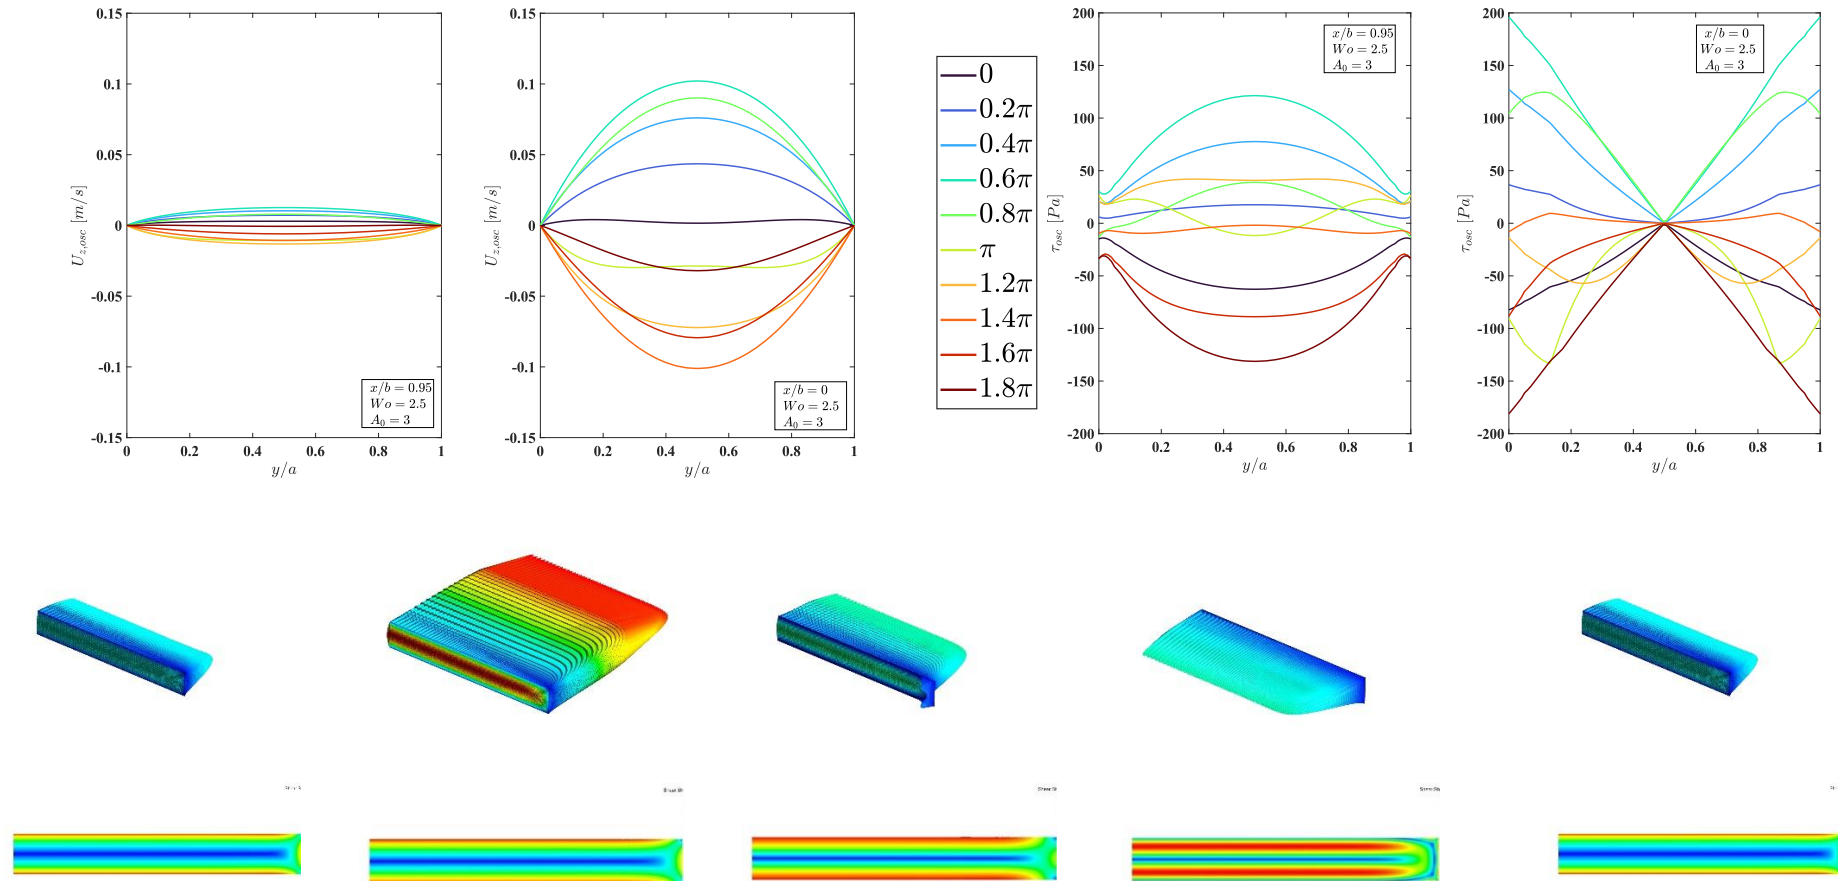 0.15
0.1
0.05
0
-0.05
-0.1
-0.15
U_{z,osc} [m/s]
0 0.2 0.4 0.6 0.8 1
y/a
x/b = 0.95
Wo = 2.5
A_0 = 3
0.15
0.1
0.05
0
-0.05
-0.1
-0.15
U_{z,osc} [m/s]
0 0.2 0.4 0.6 0.8 1
y/a
x/b = 0
Wo = 2.5
A_0 = 3
0
0.2π
0.4π
0.6π
0.8π
π
1.2π
1.4π
1.6π
1.8π
200
150
100
50
0
-50
-100
-150
-200
τ_{osc} [Pa]
0 0.2 0.4 0.6 0.8 1
y/a
x/b = 0.95
Wo = 2.5
A_0 = 3
200
150
100
50
0
-50
-100
-150
-200
τ_{osc} [Pa]
0 0.2 0.4 0.6 0.8 1
y/a
x/b = 0
Wo = 2.5
A_0 = 3